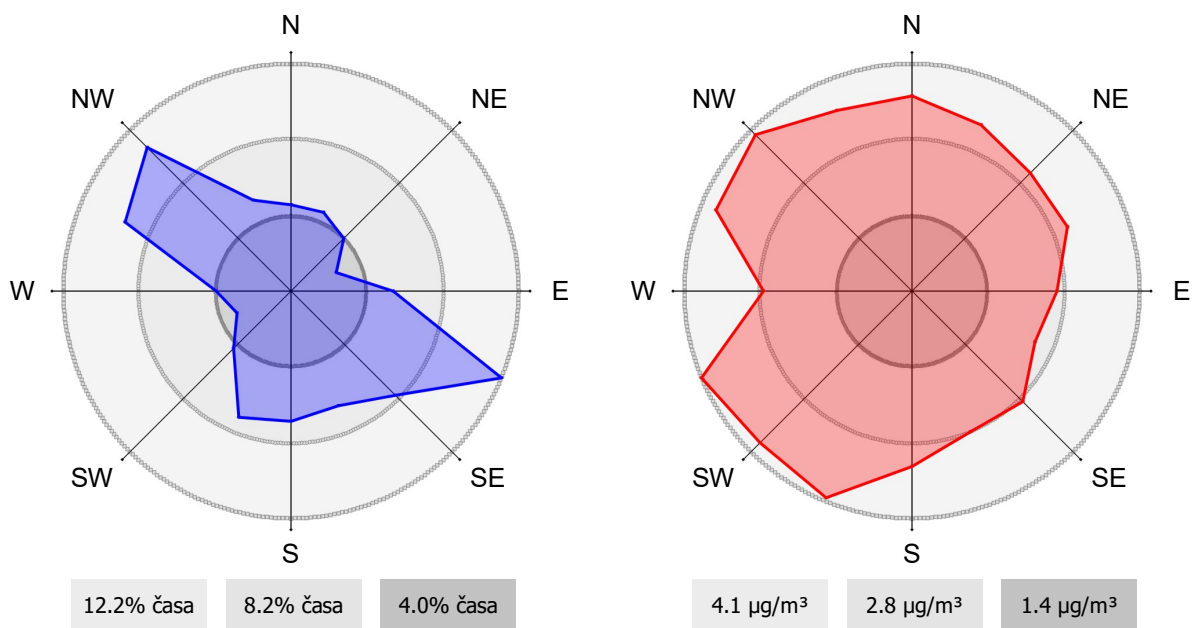 N
NE
E
SE
S
SW
W
NW
12.2% časa
8.2% časa
4.0% časa
N
NE
E
SE
S
SW
W
NW
4.1 µg/m³
2.8 µg/m³
1.4 µg/m³